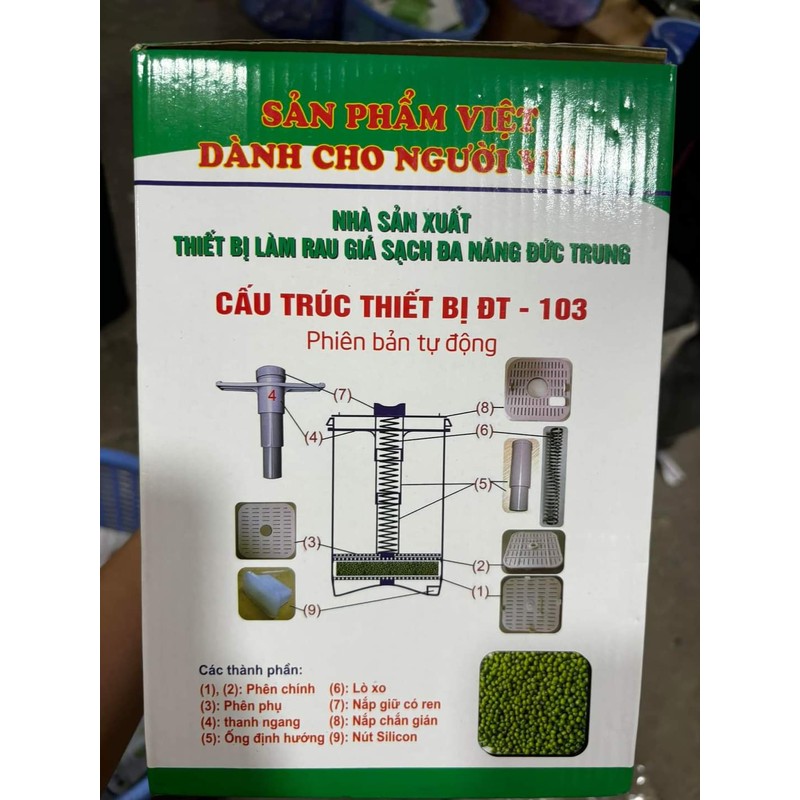 SẢN PHẨM VIỆT
DÀNH CHO NGƯỜI
NHÀ SẢN XUẤT
THIẾT BỊ LÀM RAU GIÁ SẠCH ĐA NĂNG ĐỨC TRUNG
CẤU TRÚC THIẾT BỊ ĐT - 103
Phiên bản tự động
4
(7)
(8)
(4)
(6)
(5)
(3)
(2)
(1)
(9)
Các thành phần:
(1), (2): Phên chính (6): Lò xo
(3): Phên phụ (7): Nắp giữ có ren
(4): thanh ngang (8): Nắp chắn gián
(5): Ống định hướng (9): Nút Silicon